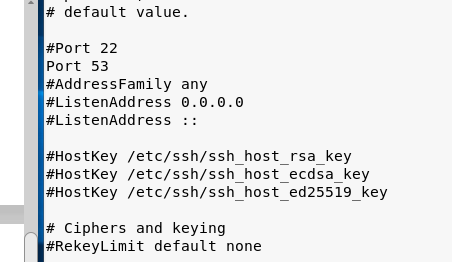 # default value.
#Port 22
Port 53
#AddressFamily any
#ListenAddress 0.0.0.0
#ListenAddress ::
#HostKey /etc/ssh/ssh_host_rsa_key
#HostKey /etc/ssh/ssh_host_ecdsa_key
#HostKey /etc/ssh/ssh_host_ed25519_key
# Ciphers and keying
#RekeyLimit default none